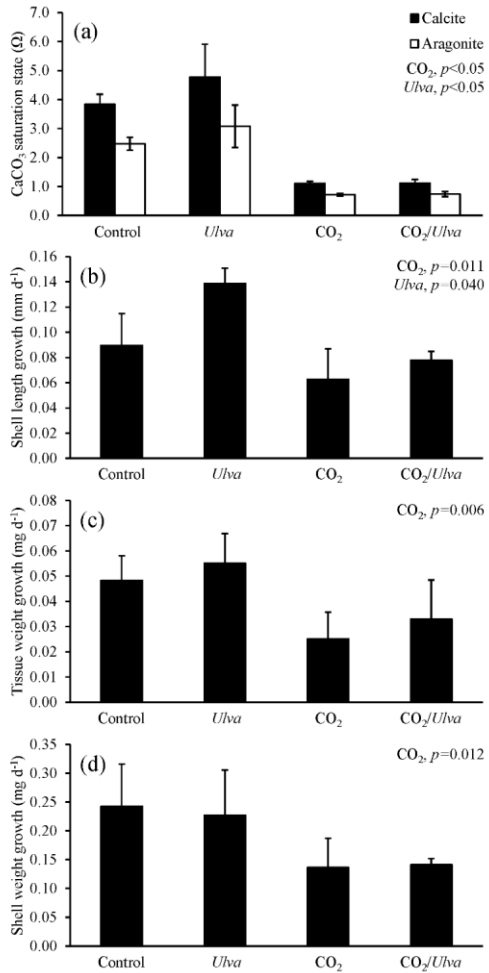 (a)
Calcite
Aragonite
CO₂, p<0.05
Ulva, p<0.05
CaCO₃ saturation state (Ω)
7.0
6.0
5.0
4.0
3.0
2.0
1.0
0.0
Control Ulva CO₂ CO₂/Ulva
(b)
CO₂, p=0.011
Ulva, p=0.040
Shell length growth (mm d⁻¹)
0.16
0.14
0.12
0.10
0.08
0.06
0.04
0.02
0.00
Control Ulva CO₂ CO₂/Ulva
(c)
CO₂, p=0.006
Tissue weight growth (mg d⁻¹)
0.08
0.07
0.06
0.05
0.04
0.03
0.02
0.01
0.00
Control Ulva CO₂ CO₂/Ulva
(d)
CO₂, p=0.012
Shell weight growth (mg d⁻¹)
0.35
0.30
0.25
0.20
0.15
0.10
0.05
0.00
Control Ulva CO₂ CO₂/Ulva